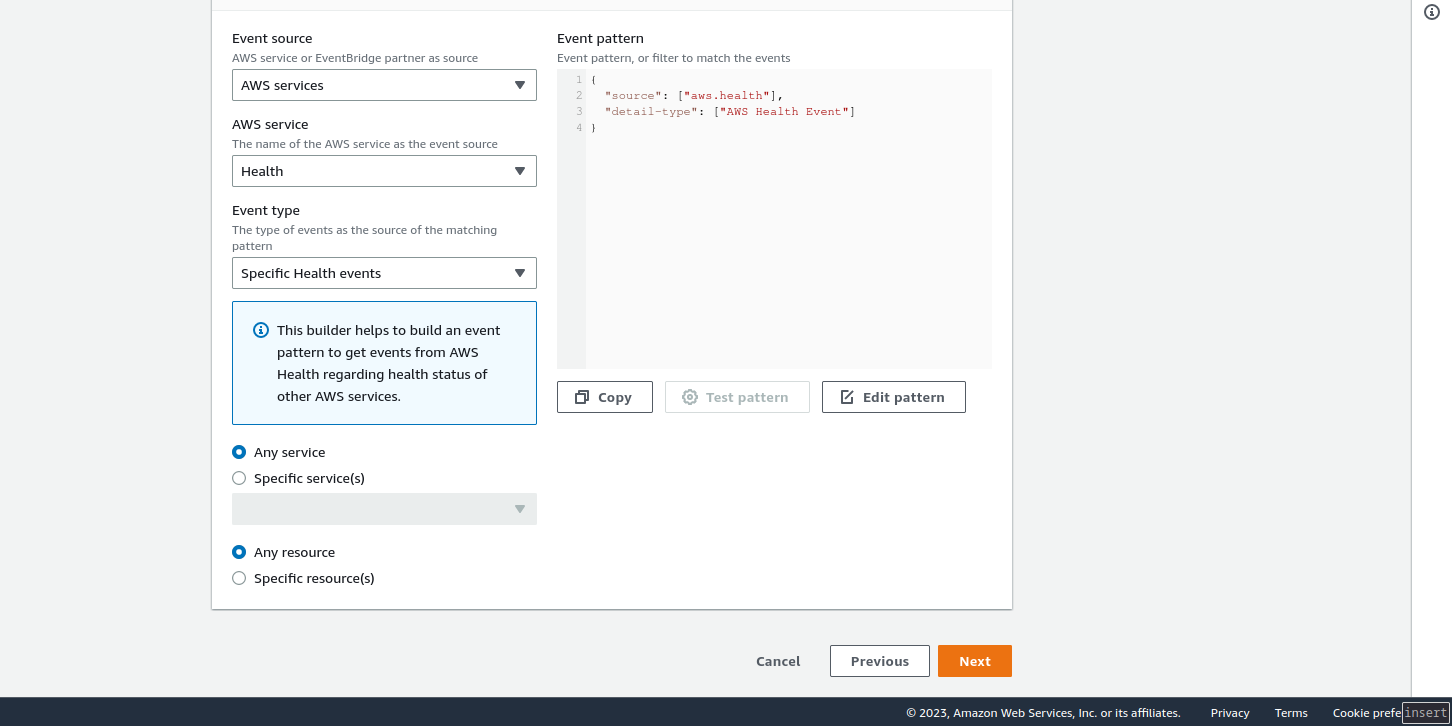 Event source
AWS service or EventBridge partner as source
AWS services
AWS service
The name of the AWS service as the event source
Health
Event type
The type of events as the source of the matching
pattern
Specific Health events
This builder helps to build an event
pattern to get events from AWS
Health regarding health status of
other AWS services.
Any service
Specific service(s)
Any resource
Specific resource(s)
Event pattern
Event pattern, or filter to match the events
1 {
2   "source": ["aws.health"],
3   "detail-type": ["AWS Health Event"]
4 }
Copy
Test pattern
Edit pattern
Cancel
Previous
Next
© 2023, Amazon Web Services, Inc. or its affiliates. Privacy Terms Cookie prefe insert